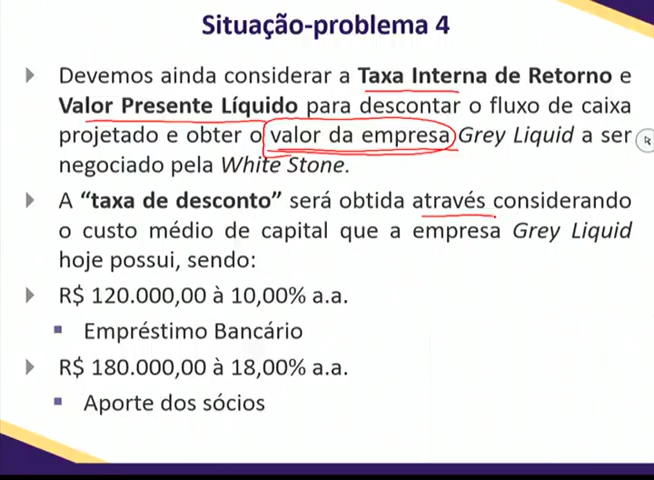 Situação-problema 4
Devemos ainda considerar a Taxa Interna de Retorno e
Valor Presente Líquido para descontar o fluxo de caixa
projetado e obter o valor da empresa Grey Liquid a ser
negociado pela White Stone.
A “taxa de desconto” será obtida através considerando
o custo médio de capital que a empresa Grey Liquid
hoje possui, sendo:
R$ 120.000,00 à 10,00% a.a.
Empréstimo Bancário
R$ 180.000,00 à 18,00% a.a.
Aporte dos sócios